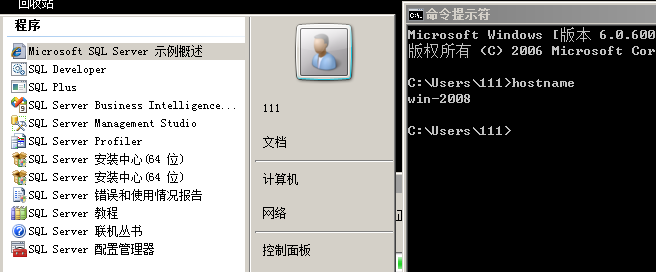 回收站
程序
Microsoft SQL Server 示例概述
SQL Developer
SQL Plus
SQL Server Business Intelligence...
SQL Server Management Studio
SQL Server Profiler
SQL Server 安装中心(64 位)
SQL Server 安装中心(64 位)
SQL Server 错误和使用情况报告
SQL Server 教程
SQL Server 联机丛书
SQL Server 配置管理器
111
文档
计算机
网络
控制面板
C:\. 命令提示符
Microsoft Windows [版本 6.0.600
版权所有 (C) 2006 Microsoft Cor
C:\Users\111>hostname
win-2008
C:\Users\111>